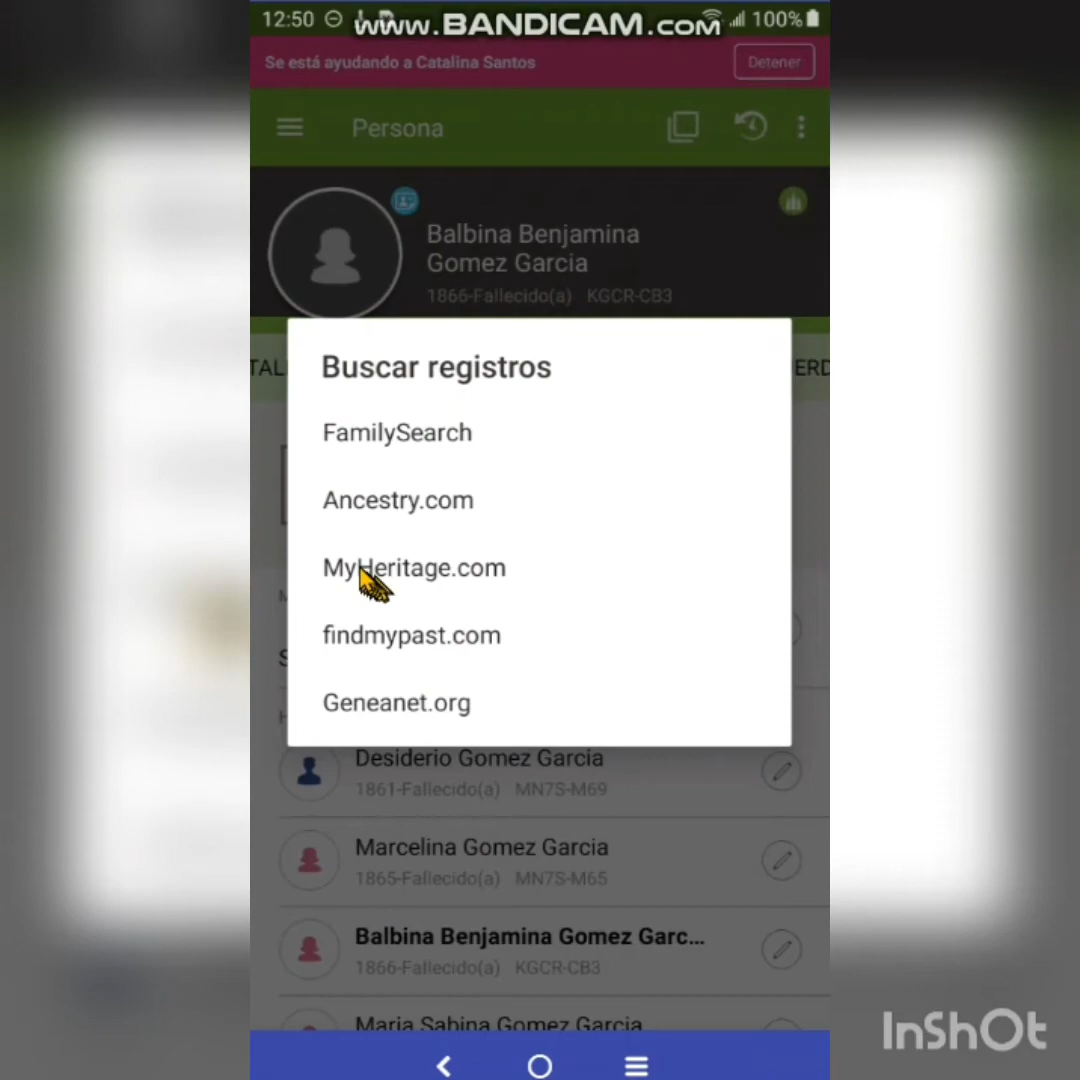 12:50
www.BANDICAM.com
100%
Se está ayudando a Catalina Santos
Detener
Persona
Balbina Benjamina
Gomez Garcia
1866-Fallecido(a) KGCR-CB3
TAL
ERD
Buscar registros
FamilySearch
Ancestry.com
MyHeritage.com
findmypast.com
Geneanet.org
Desiderio Gomez Garcia
1861-Fallecido(a) MN7S-M69
Marcelina Gomez Garcia
1865-Fallecido(a) MN7S-M65
Balbina Benjamina Gomez Garc...
1866-Fallecido(a) KGCR-CB3
Maria Sabina Gomez Garcia
InShOt